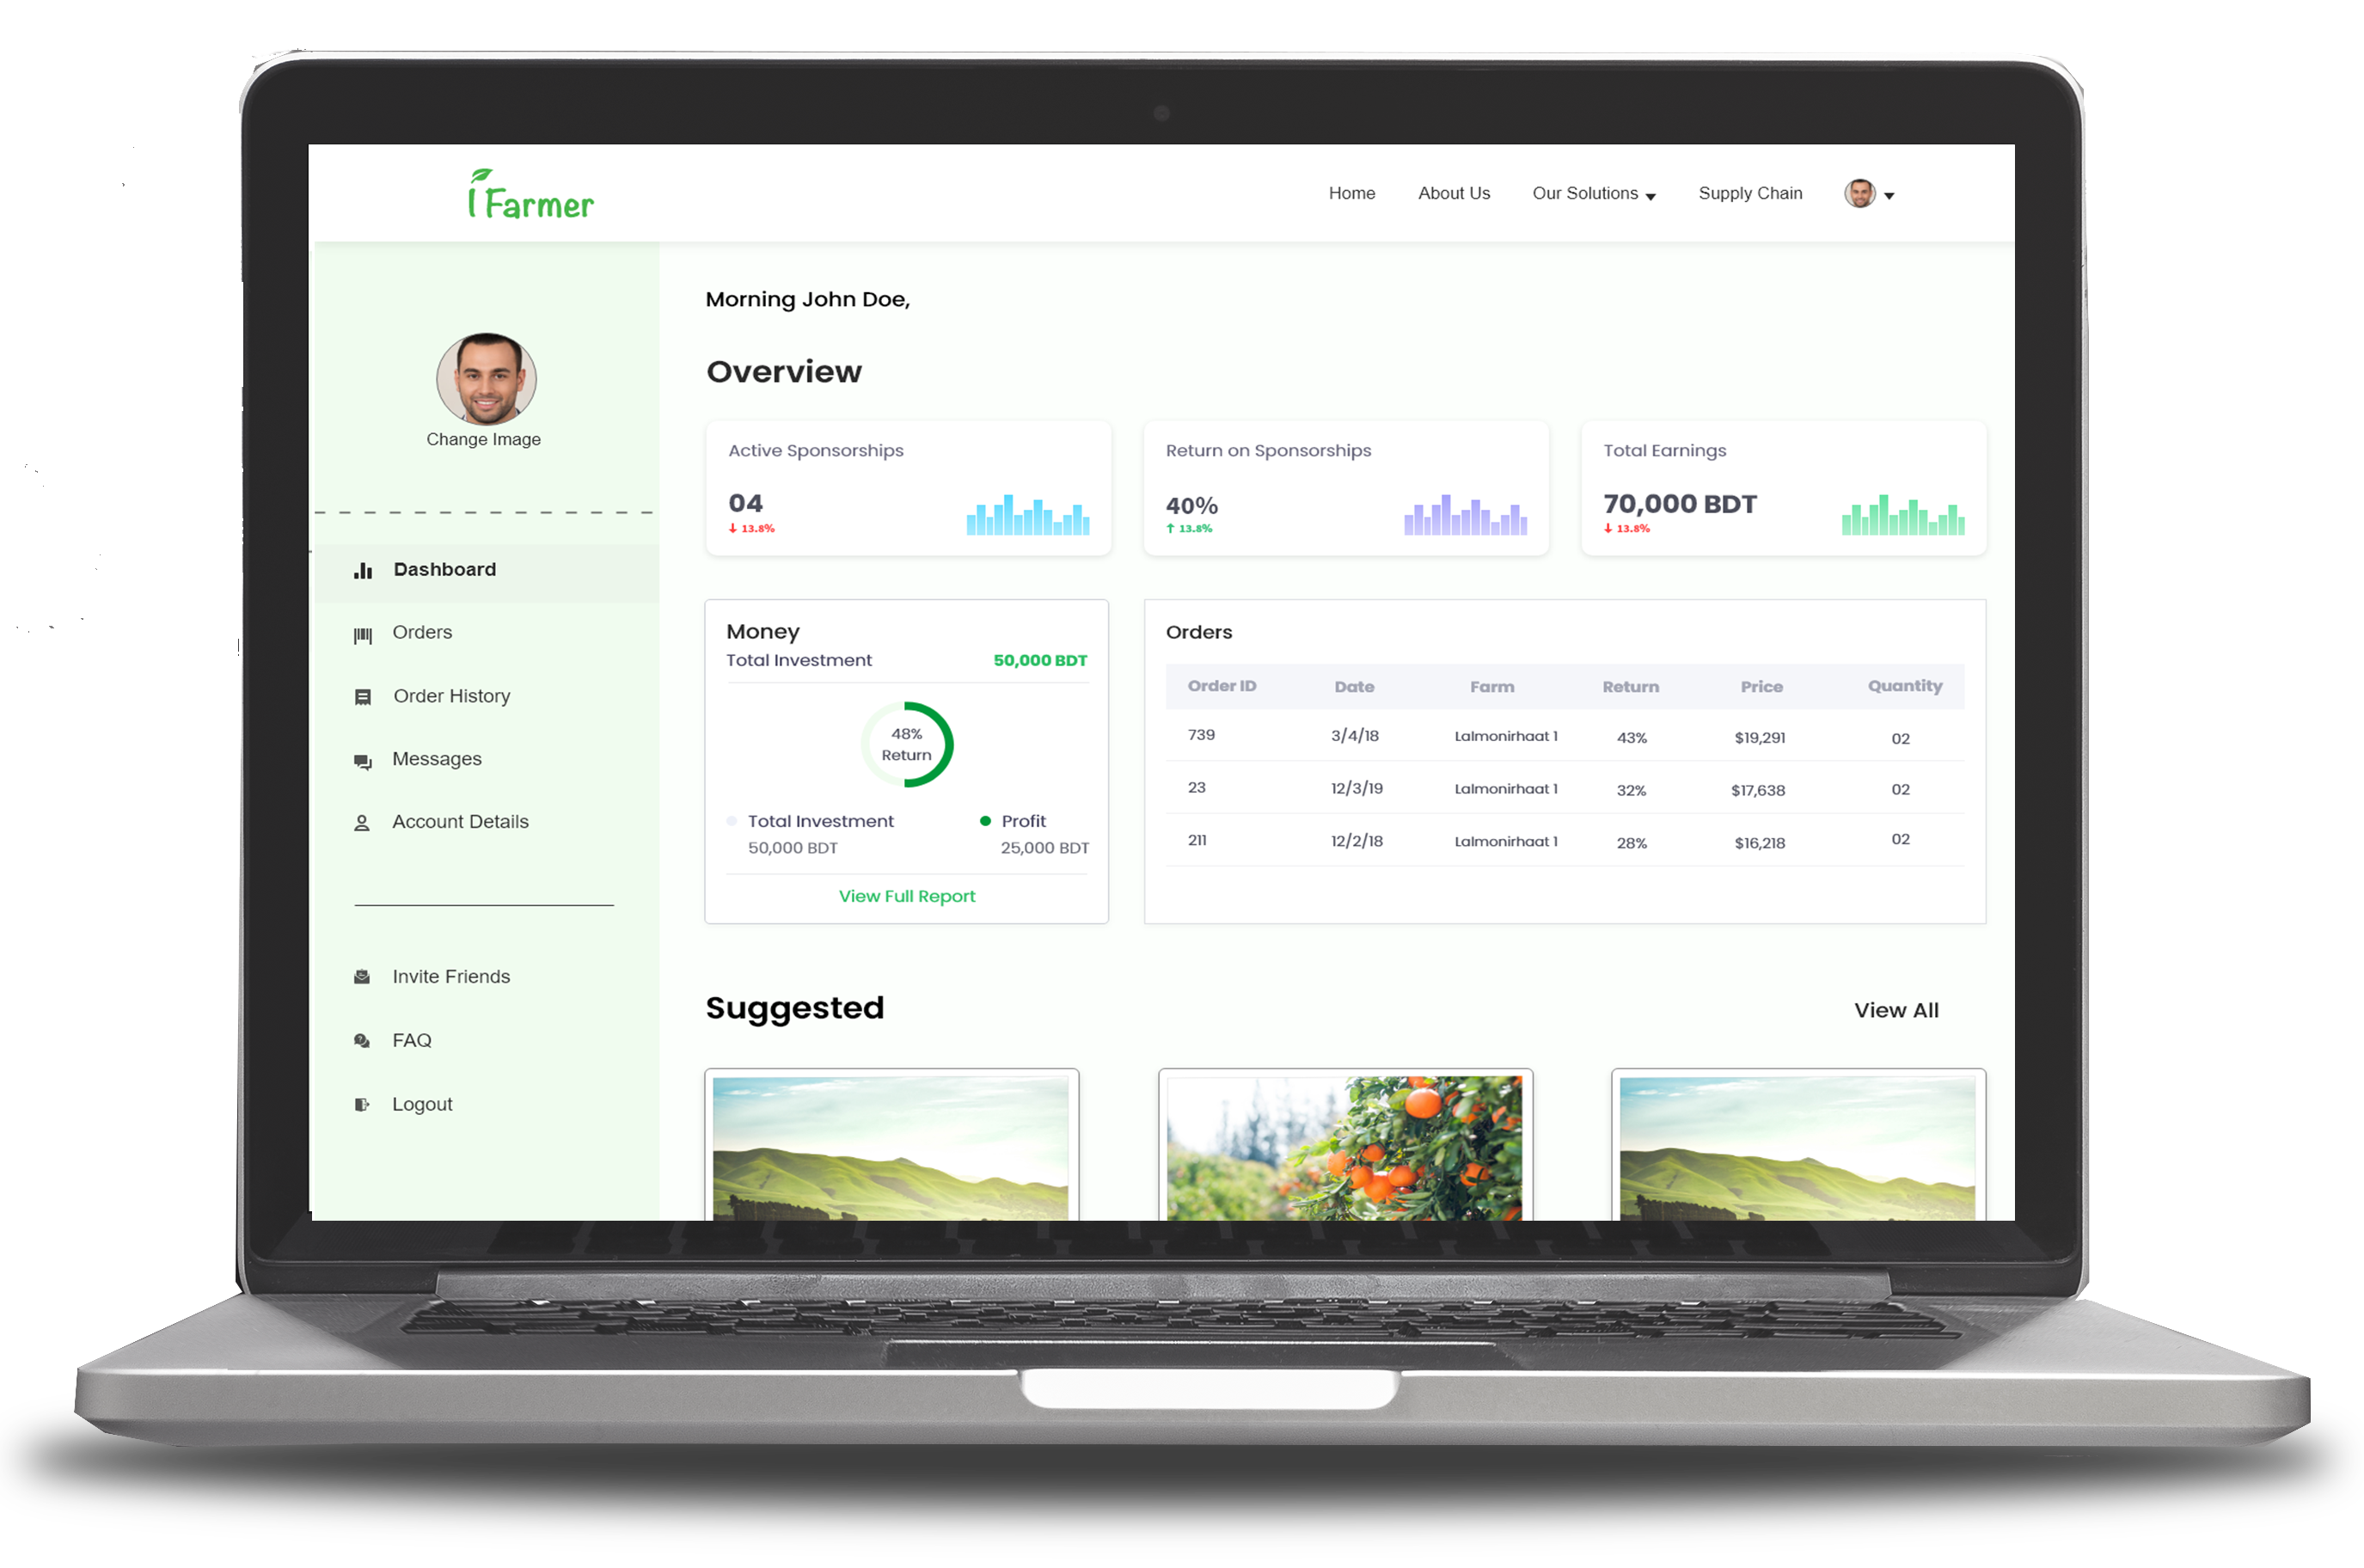 iFarmer
Home About Us Our Solutions Supply Chain
Change Image
Dashboard
Orders
Order History
Messages
Account Details
Invite Friends
FAQ
Logout
Morning John Doe,
Overview
Active Sponsorships
04
13.8%
Return on Sponsorships
40%
13.8%
Total Earnings
70,000 BDT
13.8%
Money
Total Investment 50,000 BDT
48%
Return
Total Investment Profit
50,000 BDT 25,000 BDT
View Full Report
Orders
Order ID Date Farm Return Price Quantity
739 3/4/18 Lalmonirhaat 1 43% $19,291 02
23 12/3/19 Lalmonirhaat 1 32% $17,638 02
211 12/2/18 Lalmonirhaat 1 28% $16,218 02
Suggested View All